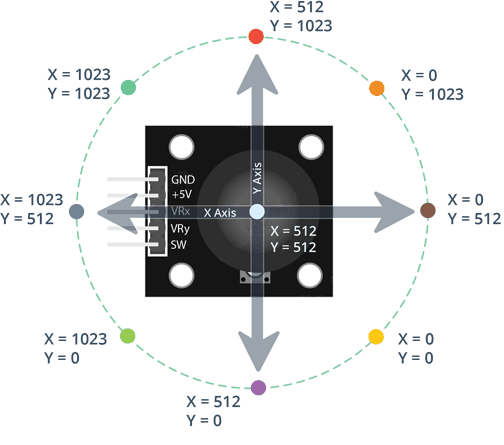 X = 512
Y = 1023
X = 1023
Y = 1023
X = 0
Y = 1023
GND
+5V
VRx
VRy
SW
Y Axis
X Axis
X = 1023
Y = 512
X = 512
Y = 512
X = 0
Y = 512
X = 1023
Y = 0
X = 0
Y = 0
X = 512
Y = 0